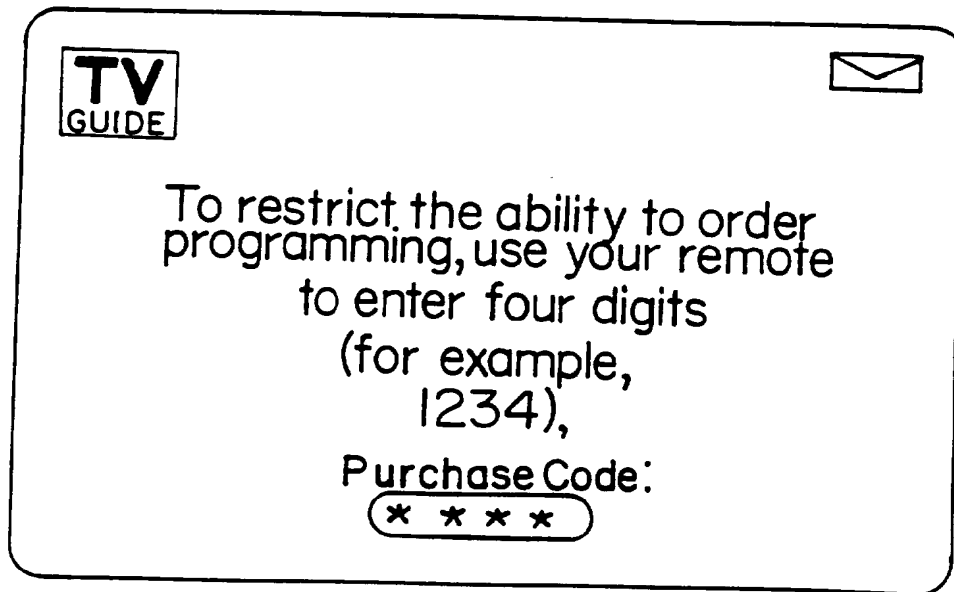 TV
GUIDE
To restrict the ability to order
programming, use your remote
to enter four digits
(for example,
1234),
Purchase Code:
* * * *